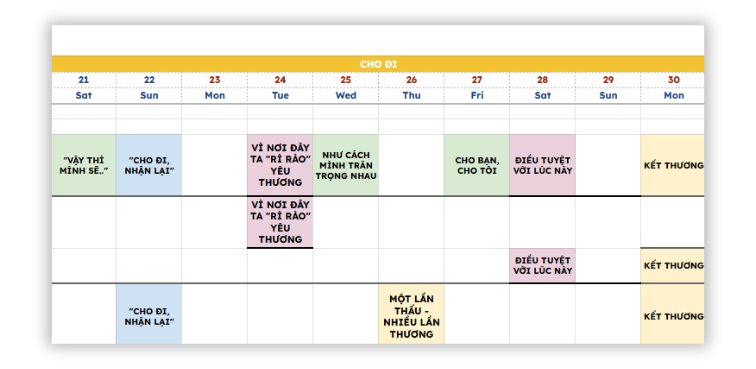 CHO ĐI
21 22 23 24 25 26 27 28 29 30
Sat Sun Mon Tue Wed Thu Fri Sat Sun Mon
"VẬY THÌ
MÌNH SẼ.."
"CHO ĐI,
NHẬN LẠI"
VÌ NƠI ĐÂY
TA "RỈ RÀO"
YÊU
THƯƠNG
NHƯ CÁCH
MÌNH TRÂN
TRỌNG NHAU
CHO BẠN,
CHO TÔI
ĐIỀU TUYỆT
VỜI LÚC NÀY
KẾT THƯƠNG
VÌ NƠI ĐÂY
TA "RỈ RÀO"
YÊU
THƯƠNG
ĐIỀU TUYỆT
VỜI LÚC NÀY
KẾT THƯƠNG
"CHO ĐI,
NHẬN LẠI"
MỘT LẦN
THẤU -
NHIỀU LẦN
THƯƠNG
KẾT THƯƠNG